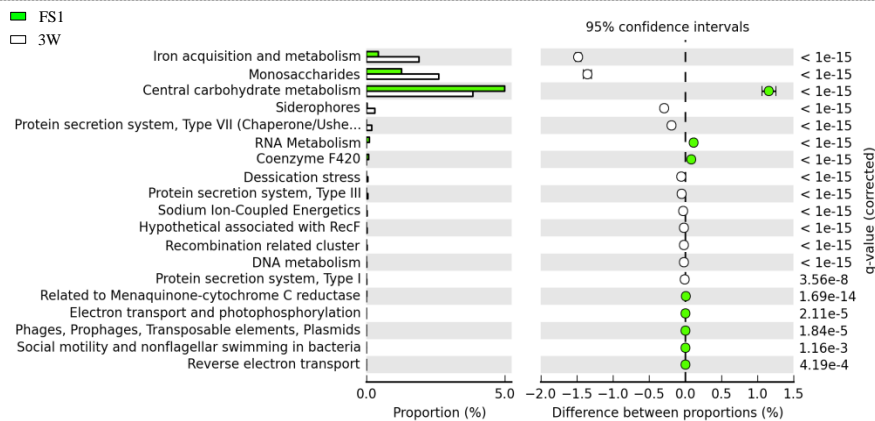 FS1
3W
95% confidence intervals
Iron acquisition and metabolism < 1e-15
Monosaccharides < 1e-15
Central carbohydrate metabolism < 1e-15
Siderophores < 1e-15
Protein secretion system, Type VII (Chaperone/Ushe... < 1e-15
RNA Metabolism < 1e-15
Coenzyme F420 < 1e-15
Dessication stress < 1e-15
Protein secretion system, Type III < 1e-15
Sodium Ion-Coupled Energetics < 1e-15
Hypothetical associated with RecF < 1e-15
Recombination related cluster < 1e-15
DNA metabolism < 1e-15
Protein secretion system, Type I 3.56e-8
Related to Menaquinone-cytochrome C reductase 1.69e-14
Electron transport and photophosphorylation 2.11e-5
Phages, Prophages, Transposable elements, Plasmids 1.84e-5
Social motility and nonflagellar swimming in bacteria 1.16e-3
Reverse electron transport 4.19e-4
q-value (corrected)
0.0 5.0 −2.0 −1.5 −1.0 −0.5 0.0 0.5 1.0 1.5
Proportion (%) Difference between proportions (%)